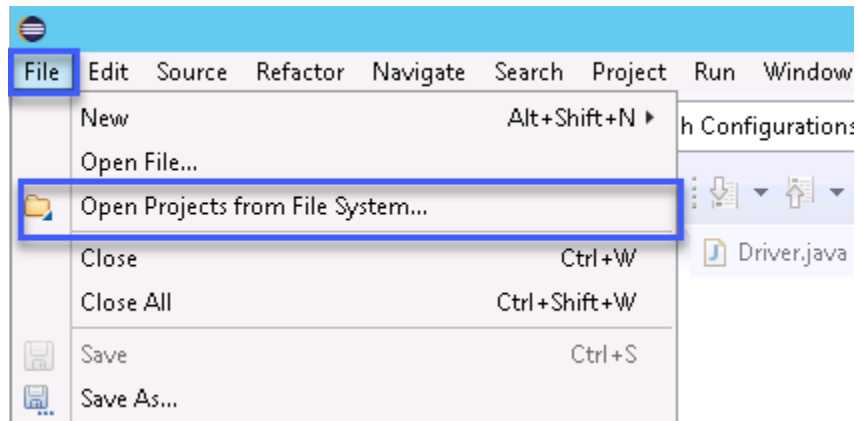 File Edit Source Refactor Navigate Search Project Run Window
New Alt+Shift+N
h Configurations
Open File...
Open Projects from File System...
Close Ctrl+W
Driver.java
Close All Ctrl+Shift+W
Save Ctrl+S
Save As...